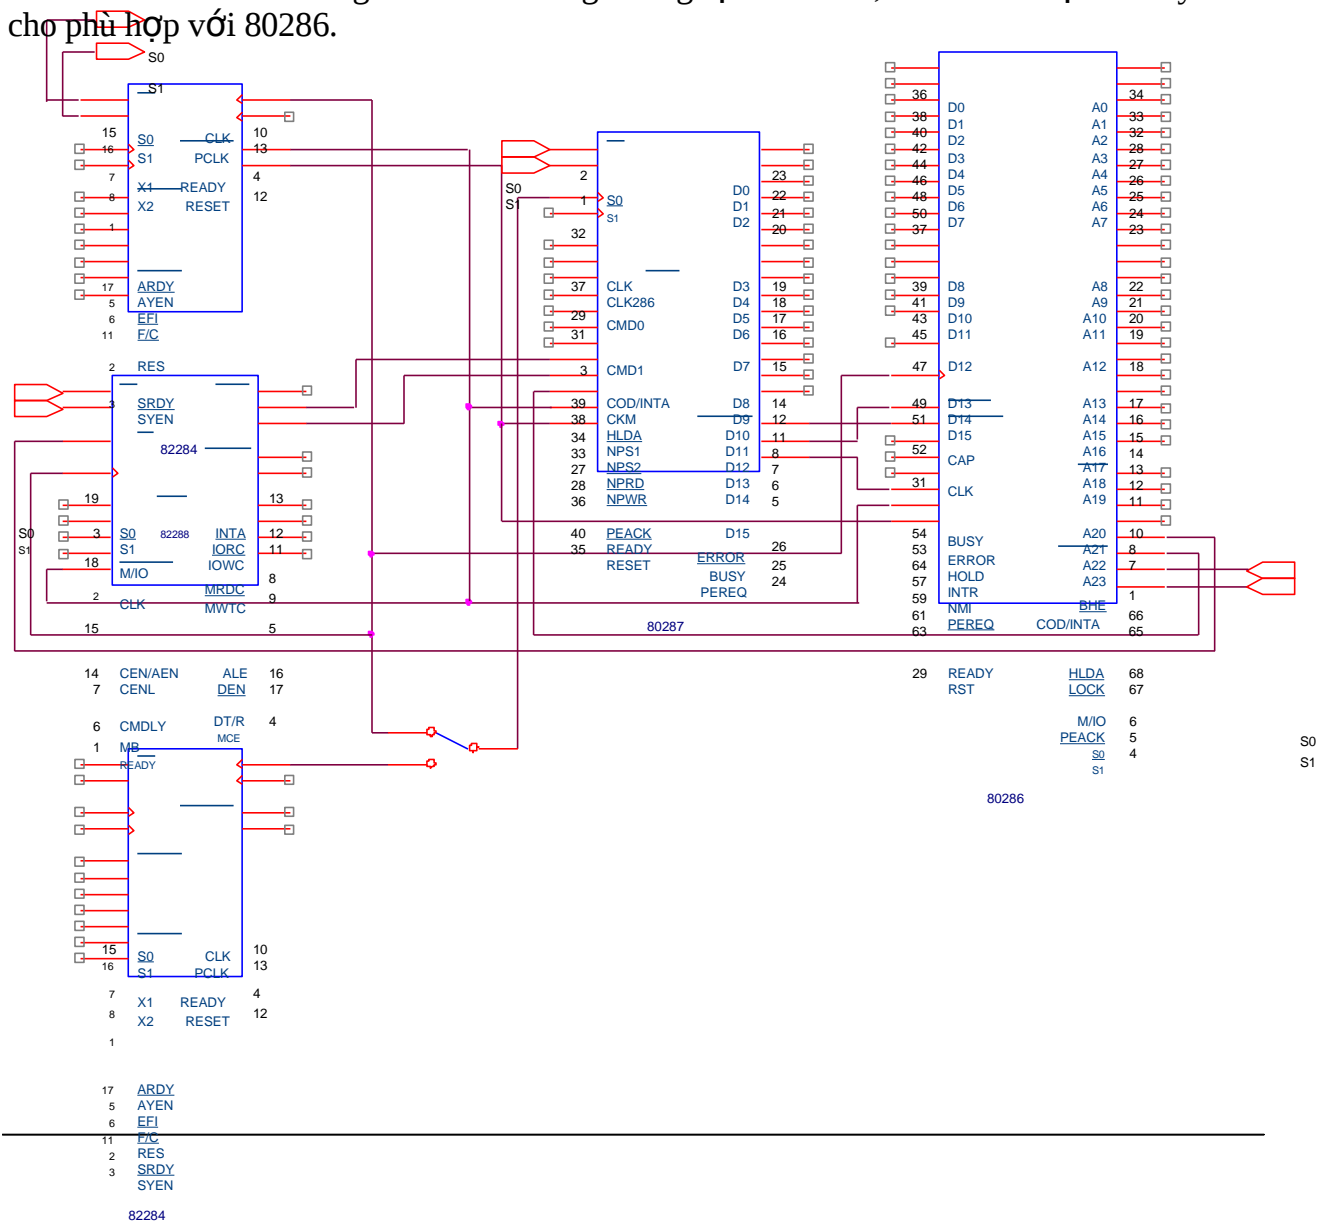 cho phù hợp với 80286.
S0
S1
15 S0 CLK 10
16 S1 PCLK 13
7 X1 READY 4
8 X2 RESET 12
1
17 ARDY
5 AYEN
6 EFI
11 F/C
2 RES
3 SRDY
SYEN
82284
S0
S1
19 S0 INTA 13
3 S1 IORC 12
18 M/IO IOWC 11
2 CLK MRDC 8
MWTC 9
15 5
14 CEN/AEN ALE 16
7 CENL DEN 17
6 CMDLY DT/R 4
1 MB MCE
READY
82288
S0
S1
2 S0 D0 23
1 S1 D1 22
D2 21
32 20
37 CLK D3 19
CLK286 D4 18
29 CMD0 D5 17
31 D6 16
3 CMD1 D7 15
39 COD/INTA D8 14
38 CKM D9 12
34 HLDA D10 11
33 NPS1 D11 8
27 NPS2 D12 7
28 NPRD D13 6
36 NPWR D14 5
40 PEACK D15
35 READY ERROR 26
RESET BUSY 25
PEREQ 24
80287
36 D0 A0 34
38 D1 A1 33
40 D2 A2 32
42 D3 A3 28
44 D4 A4 27
46 D5 A5 26
48 D6 A6 25
50 D7 A7 24
37 23
39 D8 A8 22
41 D9 A9 21
43 D10 A10 20
45 D11 A11 19
47 D12 A12 18
49 D13 A13 17
51 D14 A14 16
D15 A15 15
52 CAP A16 14
A17 13
31 CLK A18 12
A19 11
54 BUSY A20 10
53 ERROR A21 8
64 HOLD A22 7
57 INTR A23
59 NMI BHE 1
61 PEREQ COD/INTA 66
63 65
29 READY HLDA 68
RST LOCK 67
M/IO 6
PEACK 5
S0 4
S1
80286
S0
S1
15 S0 CLK 10
16 S1 PCLK 13
7 X1 READY 4
8 X2 RESET 12
1
17 ARDY
5 AYEN
6 EFI
11 F/C
2 RES
3 SRDY
SYEN
82284